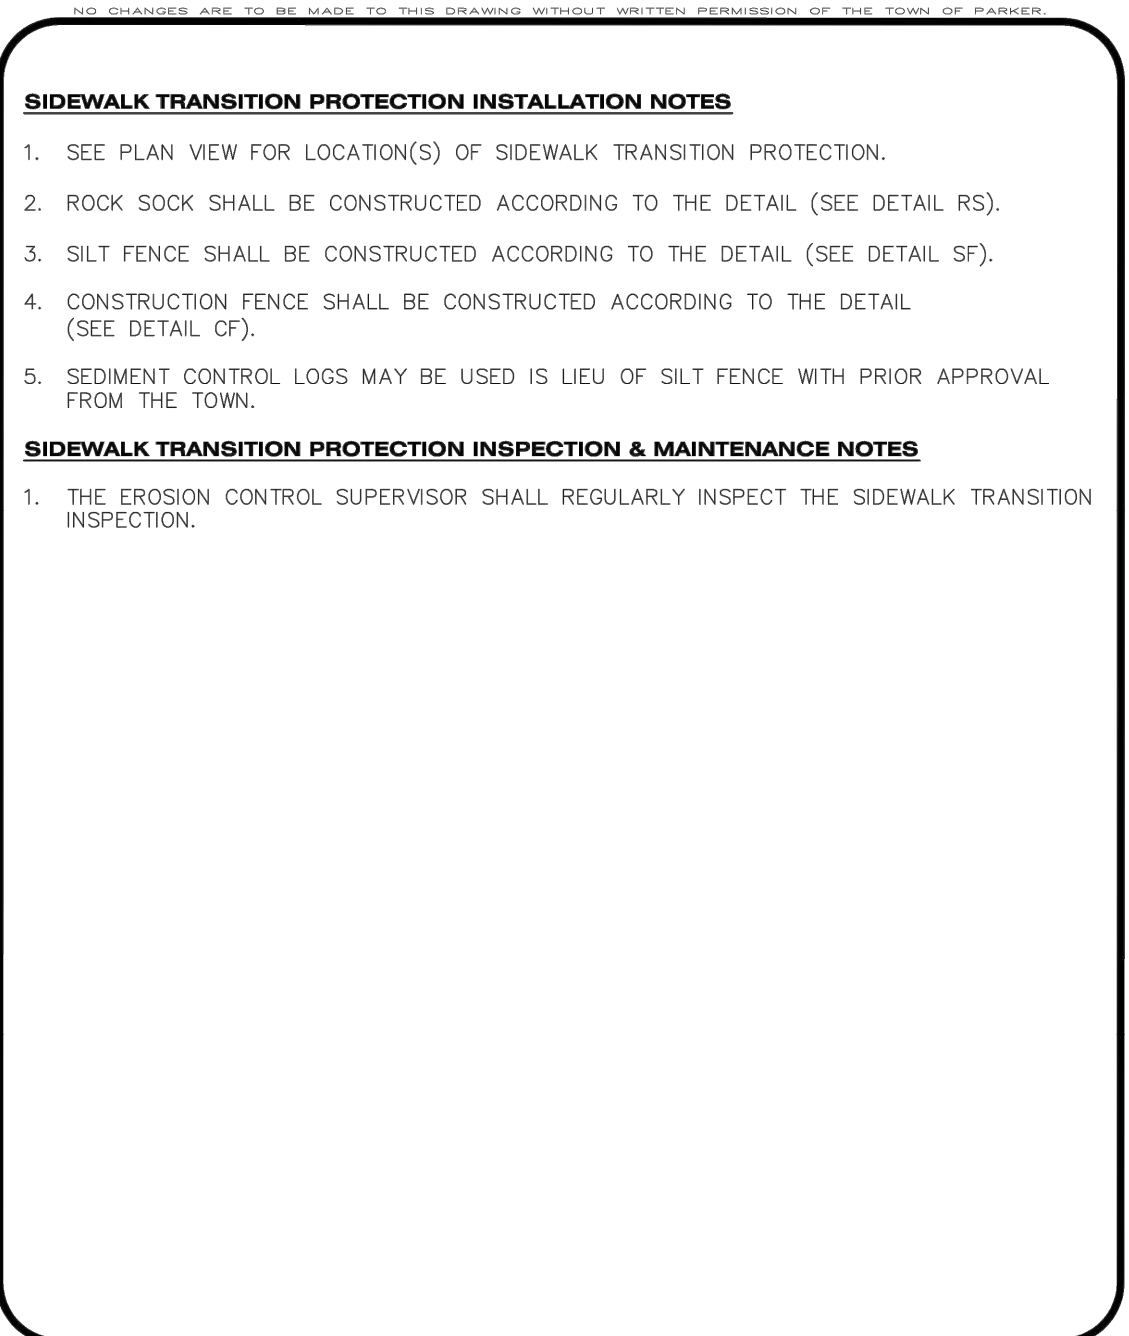 NO CHANGES ARE TO BE MADE TO THIS DRAWING WITHOUT WRITTEN PERMISSION OF THE TOWN OF PARKER.
SIDEWALK TRANSITION PROTECTION INSTALLATION NOTES
1. SEE PLAN VIEW FOR LOCATION(S) OF SIDEWALK TRANSITION PROTECTION.
2. ROCK SOCK SHALL BE CONSTRUCTED ACCORDING TO THE DETAIL (SEE DETAIL RS).
3. SILT FENCE SHALL BE CONSTRUCTED ACCORDING TO THE DETAIL (SEE DETAIL SF).
4. CONSTRUCTION FENCE SHALL BE CONSTRUCTED ACCORDING TO THE DETAIL
(SEE DETAIL CF).
5. SEDIMENT CONTROL LOGS MAY BE USED IS LIEU OF SILT FENCE WITH PRIOR APPROVAL
FROM THE TOWN.
SIDEWALK TRANSITION PROTECTION INSPECTION & MAINTENANCE NOTES
1. THE EROSION CONTROL SUPERVISOR SHALL REGULARLY INSPECT THE SIDEWALK TRANSITION
INSPECTION.